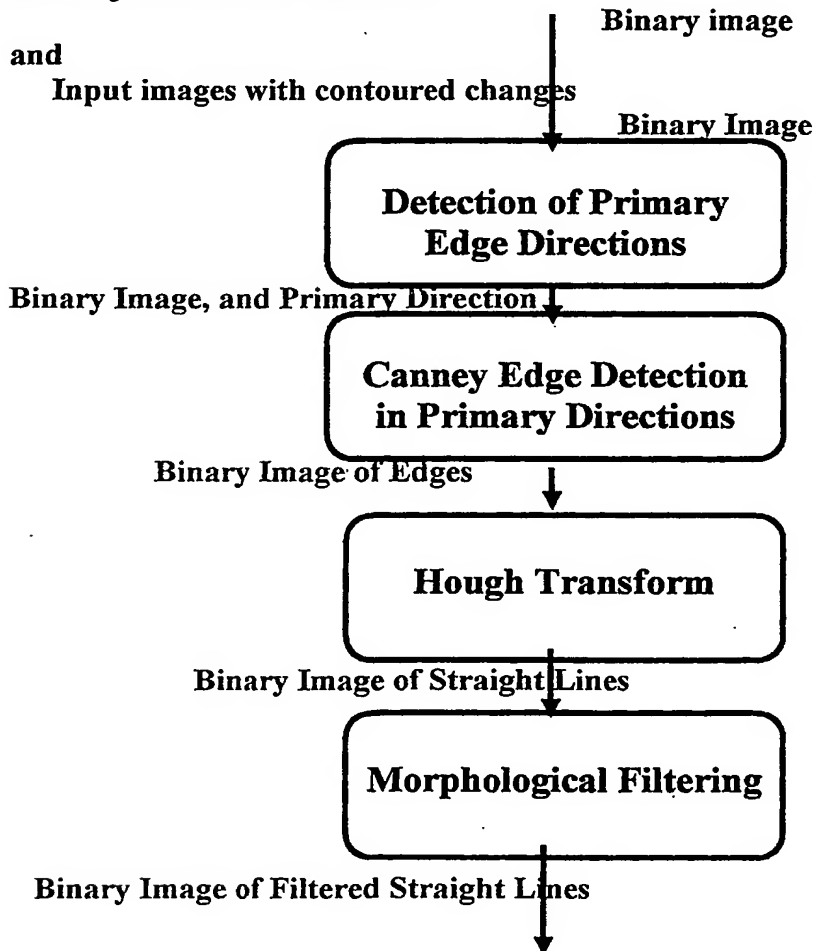 Binary image
and
Input images with contoured changes
Binary Image
Detection of Primary
Edge Directions
Binary Image, and Primary Direction
Canney Edge Detection
in Primary Directions
Binary Image of Edges
Hough Transform
Binary Image of Straight Lines
Morphological Filtering
Binary Image of Filtered Straight Lines